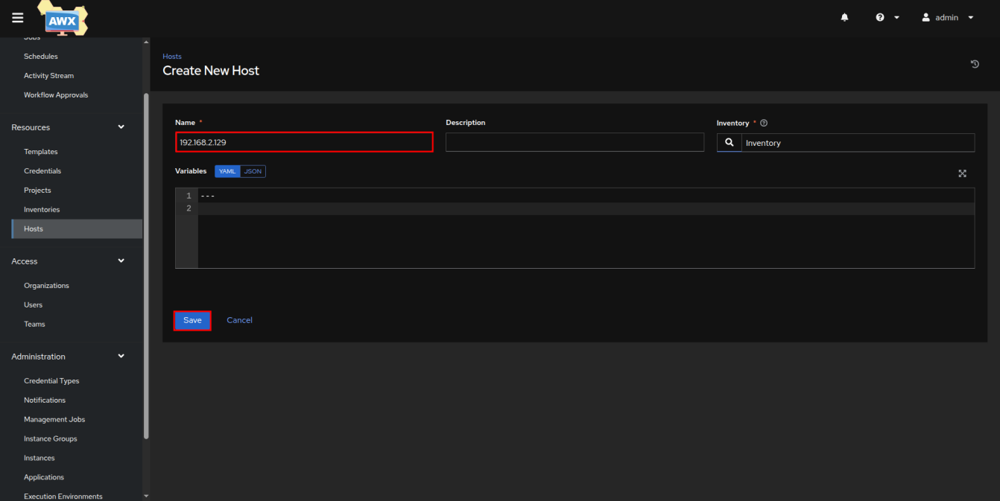 AWX
admin
Jobs
Schedules
Activity Stream
Workflow Approvals
Resources
Templates
Credentials
Projects
Inventories
Hosts
Access
Organizations
Users
Teams
Administration
Credential Types
Notifications
Management Jobs
Instance Groups
Instances
Applications
Execution Environments
Hosts
Create New Host
Name * Description Inventory *
192.168.2.129 Inventory
Variables YAML JSON
1 ---
2
Save Cancel